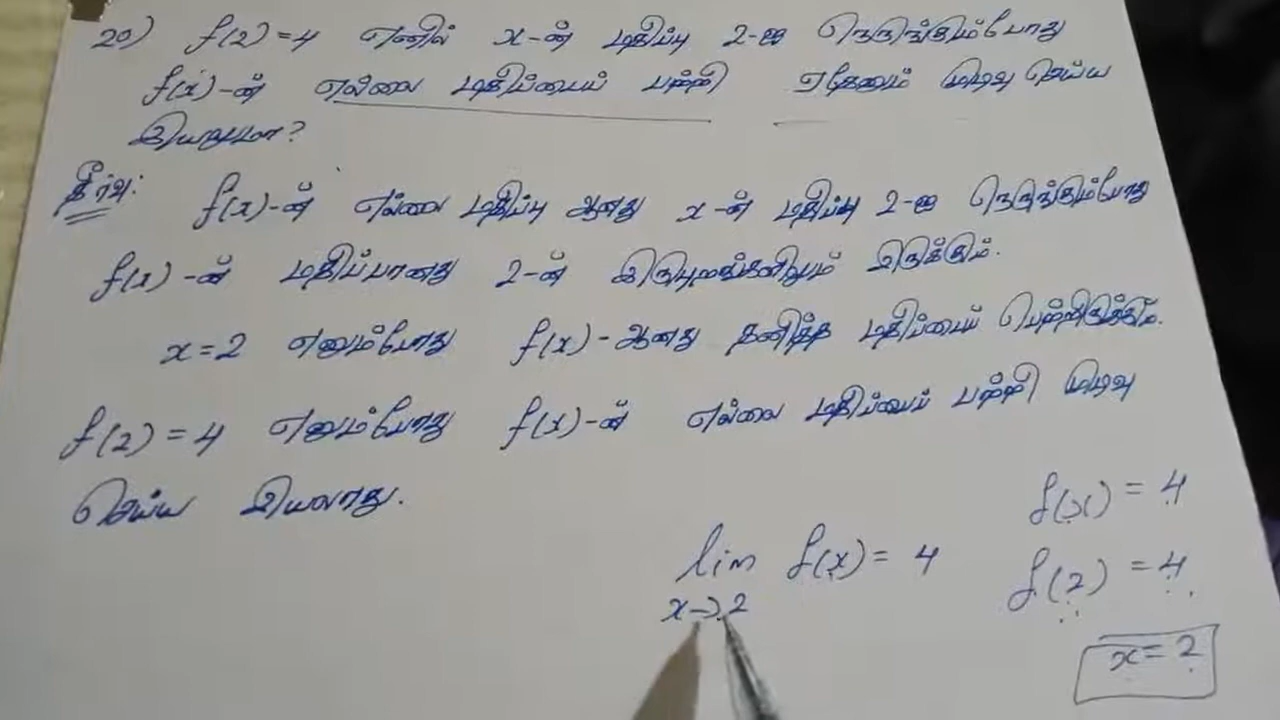 20) f(2)=4 எனில் x-ன் மதிப்பு 2-ஐ நெருங்கும்போது
f(x)-ன் எல்லை மதிப்பைப் பற்றி ஏதேனும் முடிவு செய்ய
இயலுமா?
தீர்வு: f(x)-ன் எல்லை மதிப்பு ஆனது x-ன் மதிப்பு 2-ஐ நெருங்கும்போது
f(x)-ன் மதிப்பானது 2-ன் இருபுறங்களிலும் இருக்கும்.
x=2 எனும்போது f(x)-ஆனது தனித்த மதிப்பைப் பெற்றிருக்கும்.
f(2)=4 எனும்போது f(x)-ன் எல்லை மதிப்பைப் பற்றி முடிவு
செய்ய இயலாது.
f(x)=4
lim f(x)=4 f(2)=4
x→2
x=2